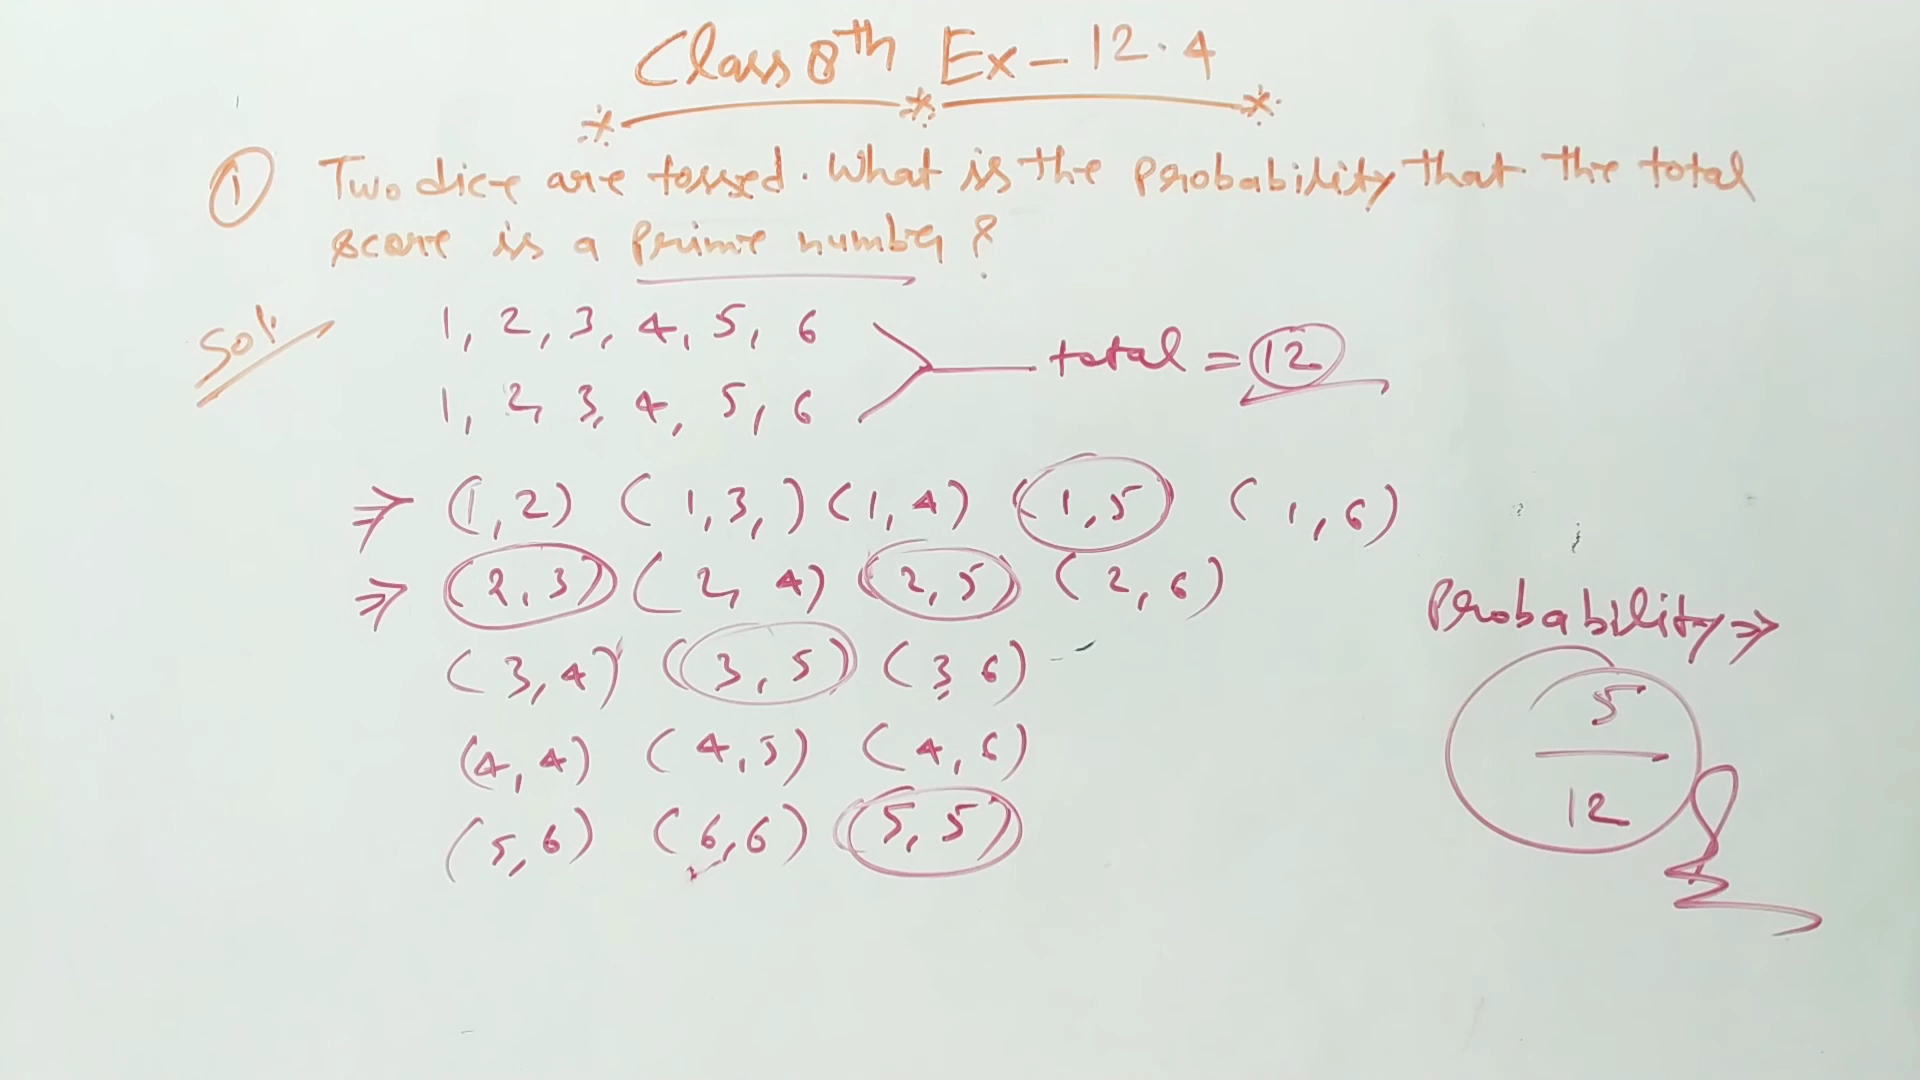 Class 8th Ex-12.4
① Two dice are tossed. What is the probability that the total
score is a prime number?
Sol.
1, 2, 3, 4, 5, 6
1, 2, 3, 4, 5, 6
total = 12
⇒ (1,2) (1,3,) (1,4) (1,5) (1,6)
⇒ (2,3) (2,4) (2,5) (2,6)
(3,4) (3,5) (3,6)
(4,4) (4,5) (4,6)
(5,6) (6,6) (5,5)
Probability ⇒
5
12